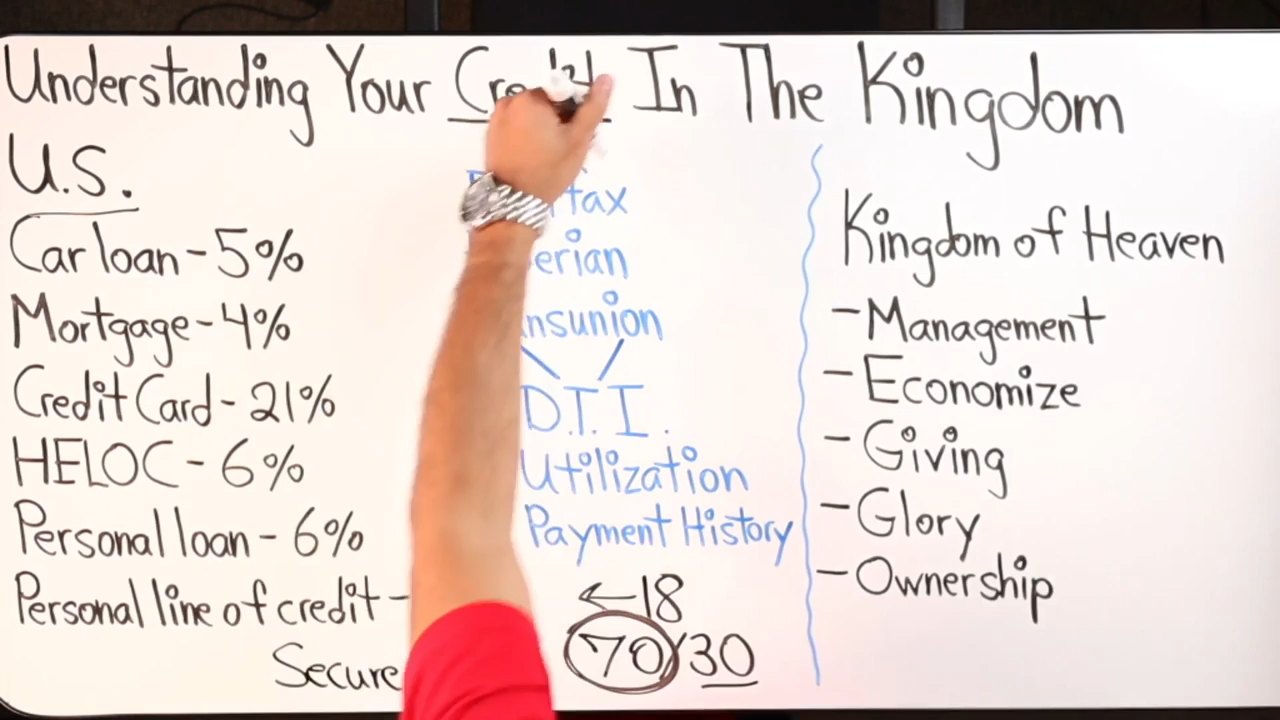 Understanding Your Credit In The Kingdom
U.S.
Car loan - 5%
Mortgage - 4%
Credit Card - 21%
HELOC - 6%
Personal loan - 6%
Personal line of credit -
Secure
D.T.I.
Utilization
Payment History
←18
70/30
Kingdom of Heaven
- Management
- Economize
- Giving
- Glory
- Ownership